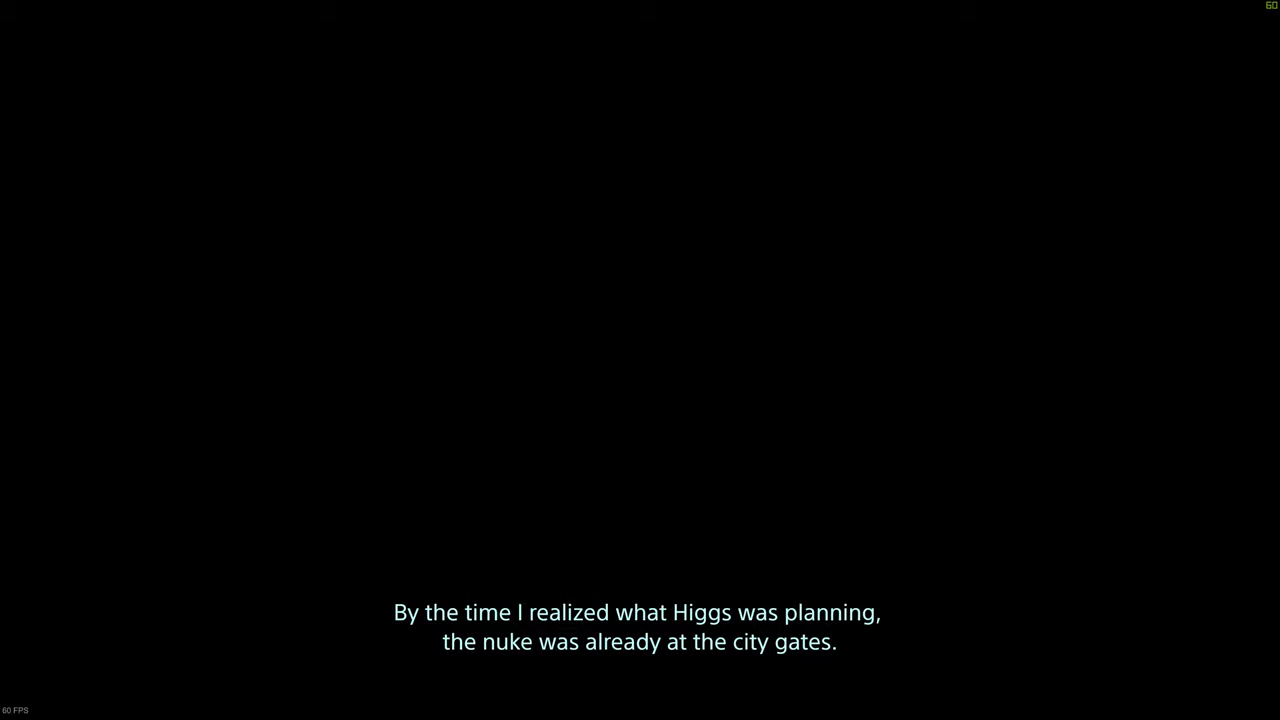 60
By the time I realized what Higgs was planning,
the nuke was already at the city gates.
60 FPS